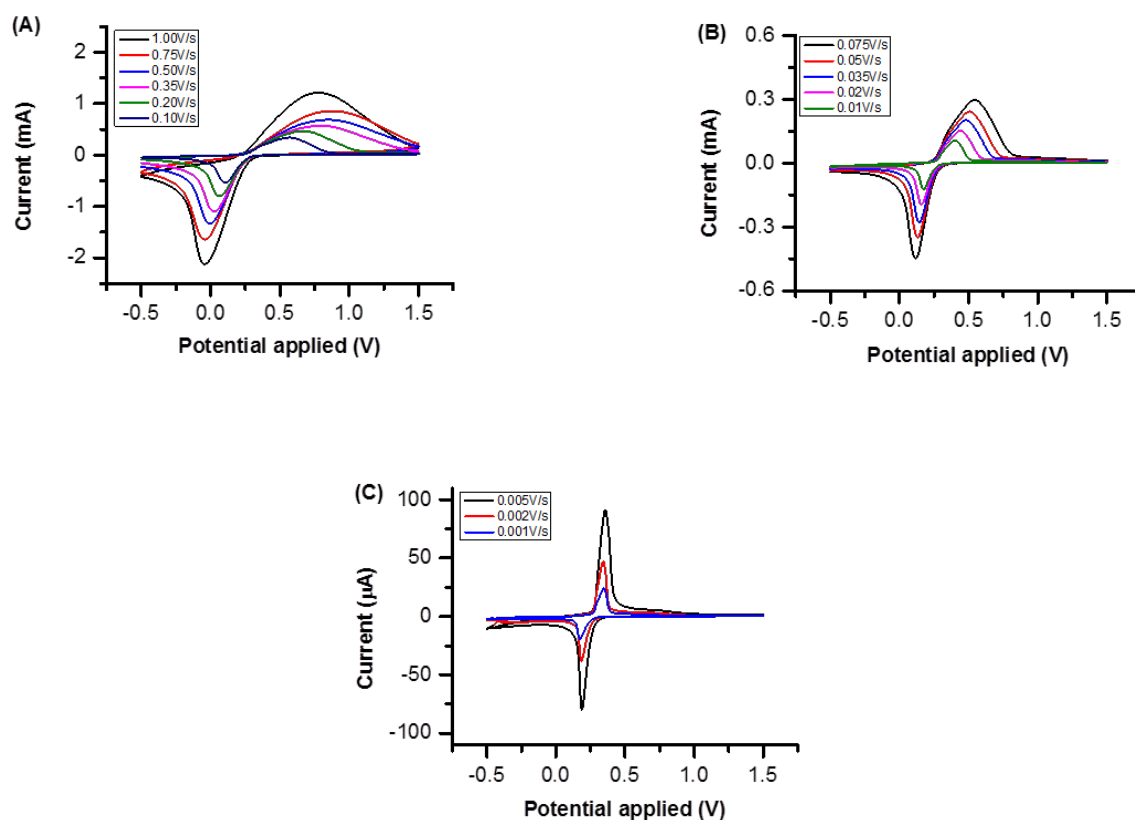 (A)
1.00V/s
0.75V/s
0.50V/s
0.35V/s
0.20V/s
0.10V/s
2
1
0
-1
-2
Current (mA)
-0.5 0.0 0.5 1.0 1.5
Potential applied (V)
(B)
0.075V/s
0.05V/s
0.035V/s
0.02V/s
0.01V/s
0.6
0.3
0.0
-0.3
-0.6
Current (mA)
-0.5 0.0 0.5 1.0 1.5
Potential applied (V)
(C)
0.005V/s
0.002V/s
0.001V/s
100
50
0
-50
-100
Current (µA)
-0.5 0.0 0.5 1.0 1.5
Potential applied (V)